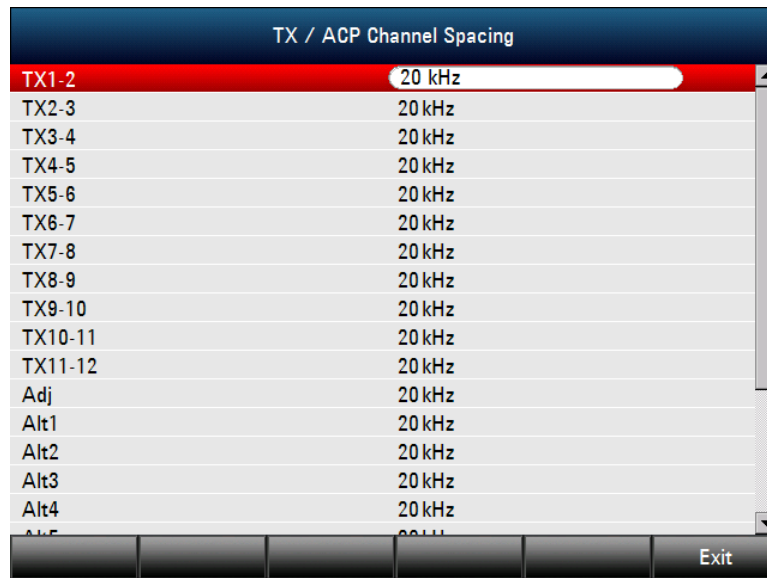 TX / ACP Channel Spacing
TX1-2 20 kHz
TX2-3 20 kHz
TX3-4 20 kHz
TX4-5 20 kHz
TX5-6 20 kHz
TX6-7 20 kHz
TX7-8 20 kHz
TX8-9 20 kHz
TX9-10 20 kHz
TX10-11 20 kHz
TX11-12 20 kHz
Adj 20 kHz
Alt1 20 kHz
Alt2 20 kHz
Alt3 20 kHz
Alt4 20 kHz
Exit